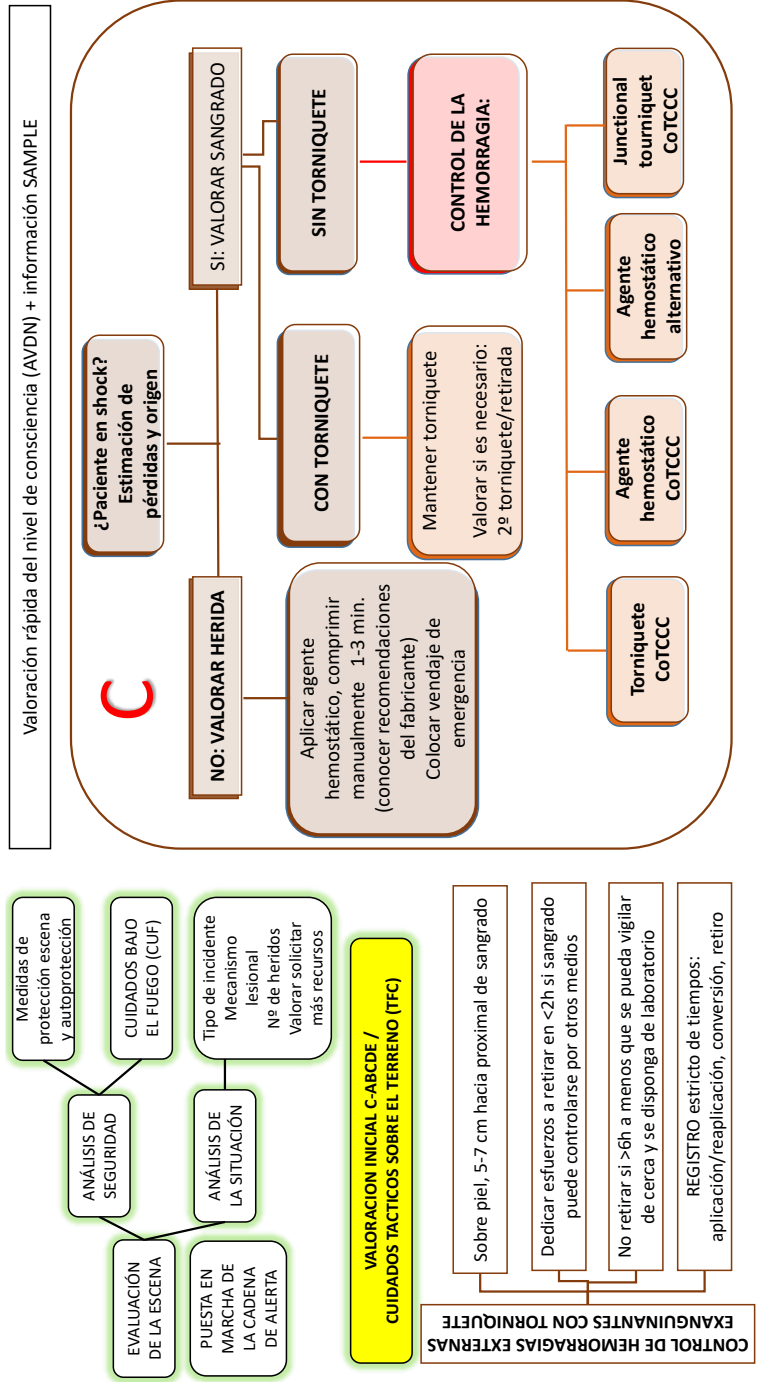 EVALUACIÓN
DE LA ESCENA
ANÁLISIS DE
SEGURIDAD
Medidas de
protección escena
y autoprotección
CUIDADOS BAJO
EL FUEGO (CUF)
PUESTA EN
MARCHA DE
LA CADENA
DE ALERTA
ANÁLISIS DE
LA SITUACIÓN
Tipo de incidente
Mecanismo
lesional
Nº de heridos
Valorar solicitar
más recursos
VALORACION INICIAL C-ABCDE /
CUIDADOS TACTICOS SOBRE EL TERRENO (TFC)
CONTROL DE HEMORRAGIAS EXTERNAS
EXANGUINANTES CON TORNIQUETE
Sobre piel, 5-7 cm hacia proximal de sangrado
Dedicar esfuerzos a retirar en <2h si sangrado
puede controlarse por otros medios
No retirar si >6h a menos que se pueda vigilar
de cerca y se disponga de laboratorio
REGISTRO estricto de tiempos:
aplicación/reaplicación, conversión, retiro
Valoración rápida del nivel de consciencia (AVDN) + información SAMPLE
C
¿Paciente en shock?
Estimación de
pérdidas y origen
NO: VALORAR HERIDA
SI: VALORAR SANGRADO
Aplicar agente
hemostático, comprimir
manualmente 1-3 min.
(conocer recomendaciones
del fabricante)
Colocar vendaje de
emergencia
CON TORNIQUETE
SIN TORNIQUETE
Mantener torniquete
Valorar si es necesario:
2º torniquete/retirada
CONTROL DE LA
HEMORRAGIA:
Torniquete
CoTCCC
Agente
hemostático
CoTCCC
Agente
hemostático
alternativo
Junctional
tourniquet
CoTCCC